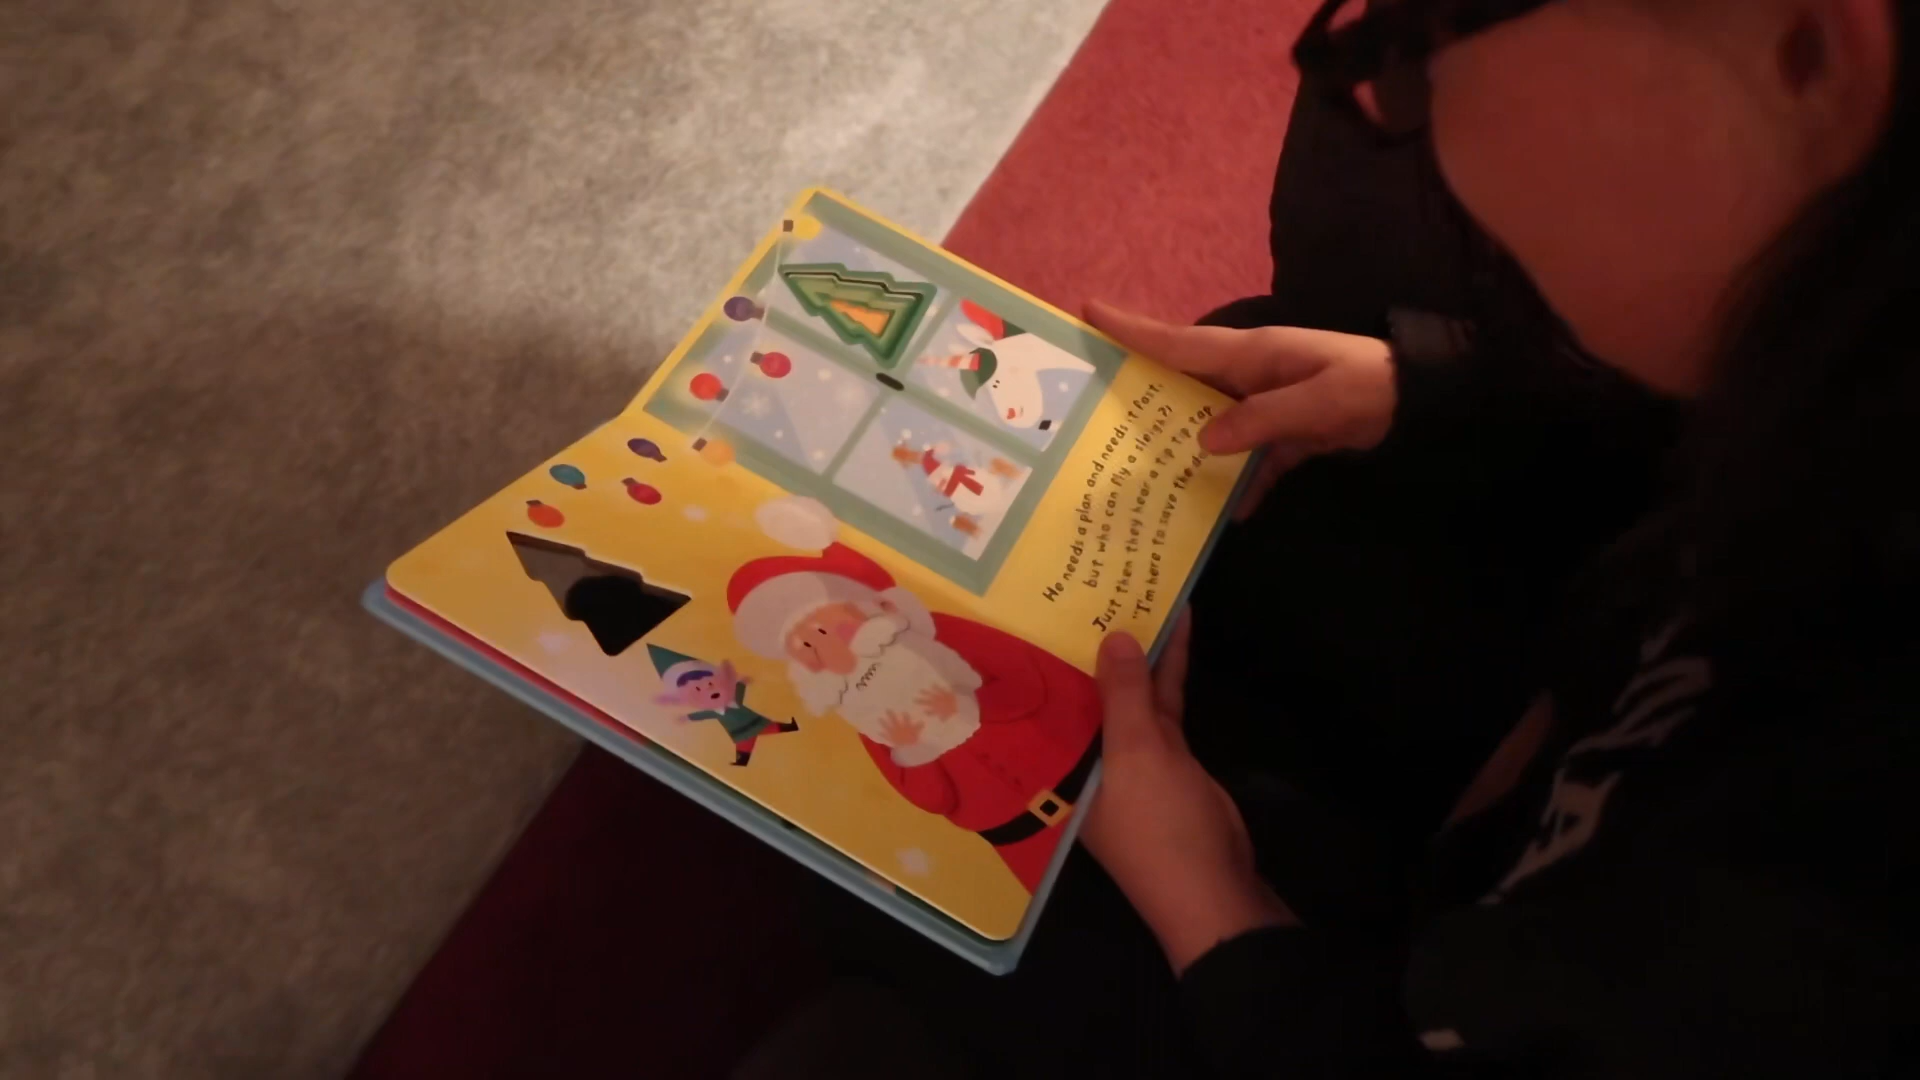 He needs a plan and needs it fast,
but who can fly a sleigh?
Just then they hear a tip tip tap
"I'm here to save the